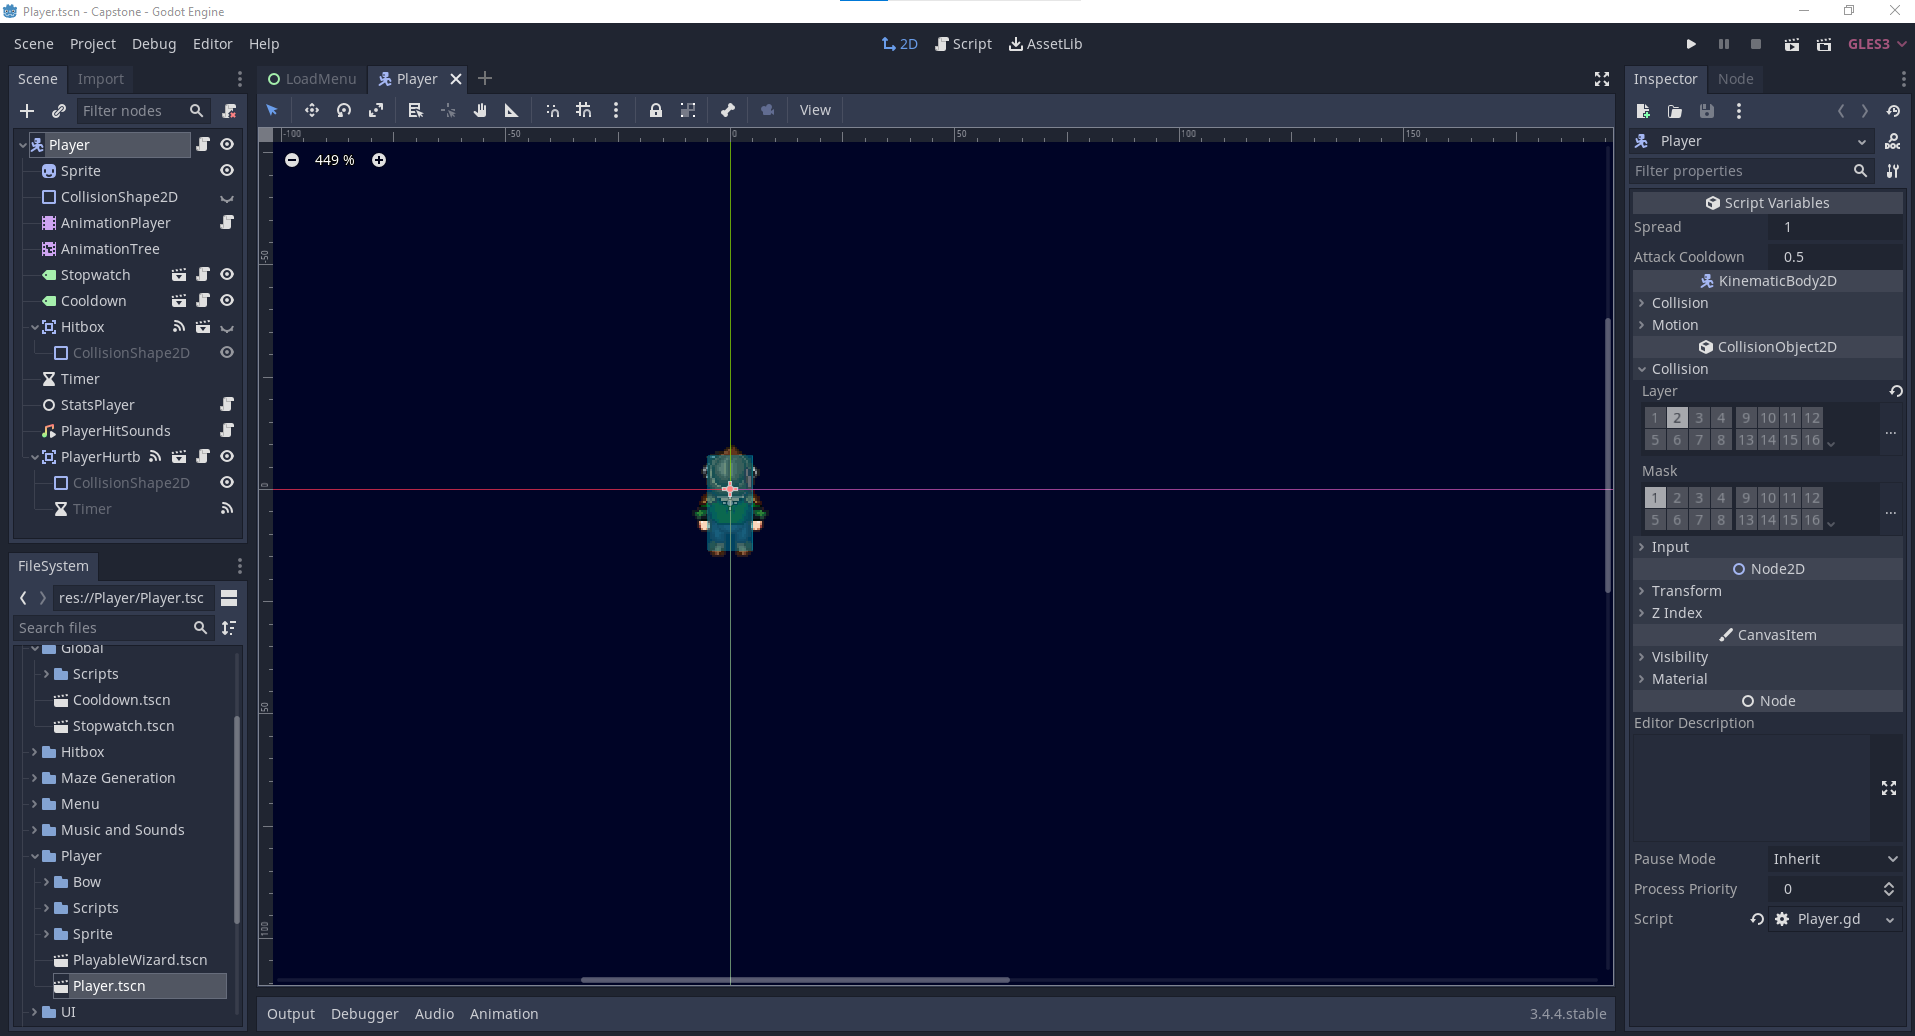 Player.tscn - Capstone - Godot Engine
Scene Project Debug Editor Help
2D Script AssetLib
GLES3
Scene Import
LoadMenu Player
Inspector Node
Filter nodes
View
Player
Sprite
CollisionShape2D
AnimationPlayer
AnimationTree
Stopwatch
Cooldown
Hitbox
CollisionShape2D
Timer
StatsPlayer
PlayerHitSounds
PlayerHurtb
CollisionShape2D
Timer
FileSystem
res://Player/Player.tsc
Search files
Global
Scripts
Cooldown.tscn
Stopwatch.tscn
Hitbox
Maze Generation
Menu
Music and Sounds
Player
Bow
Scripts
Sprite
PlayableWizard.tscn
Player.tscn
UI
-100 -50 0 50 100 150
449 %
-50
0
50
100
Output Debugger Audio Animation
3.4.4.stable
Player
Filter properties
Script Variables
Spread 1
Attack Cooldown 0.5
KinematicBody2D
Collision
Motion
CollisionObject2D
Collision
Layer
1 2 3 4 9 10 11 12
5 6 7 8 13 14 15 16
...
Mask
1 2 3 4 9 10 11 12
5 6 7 8 13 14 15 16
...
Input
Node2D
Transform
Z Index
CanvasItem
Visibility
Material
Node
Editor Description
Pause Mode Inherit
Process Priority 0
Script Player.gd